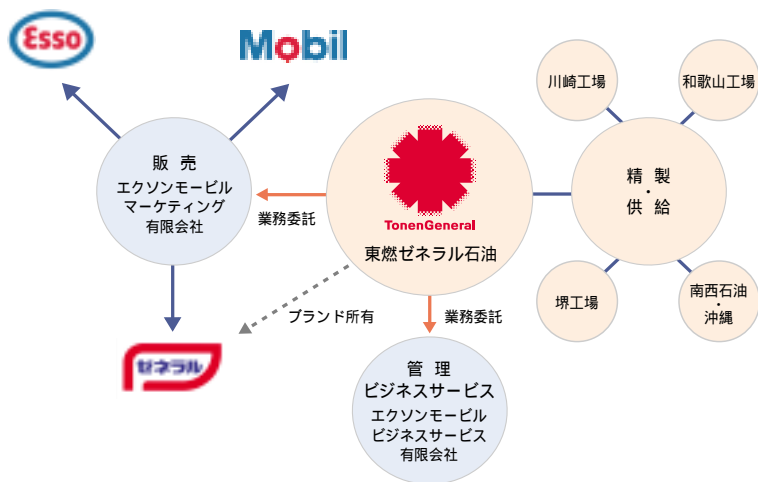 Esso
Mobil
川崎工場
和歌山工場
販 売
エクソンモービル
マーケティング
有限会社
業務委託
TonenGeneral
東燃ゼネラル石油
精 製
・
供 給
堺工場
南西石油
・
沖縄
ブランド所有
業務委託
ゼネラル
管 理
ビジネスサービス
エクソンモービル
ビジネスサービス
有限会社